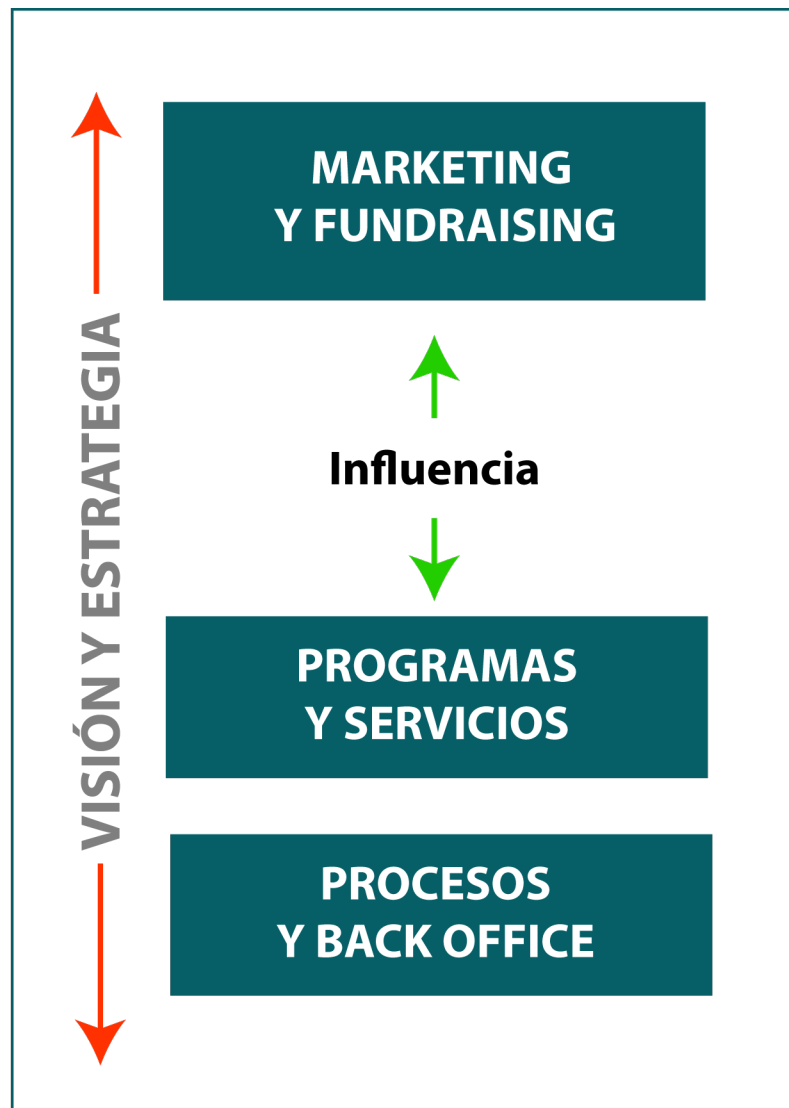 MARKETING
Y FUNDRAISING
VISIÓN Y ESTRATEGIA
Influencia
PROGRAMAS
Y SERVICIOS
PROCESOS
Y BACK OFFICE